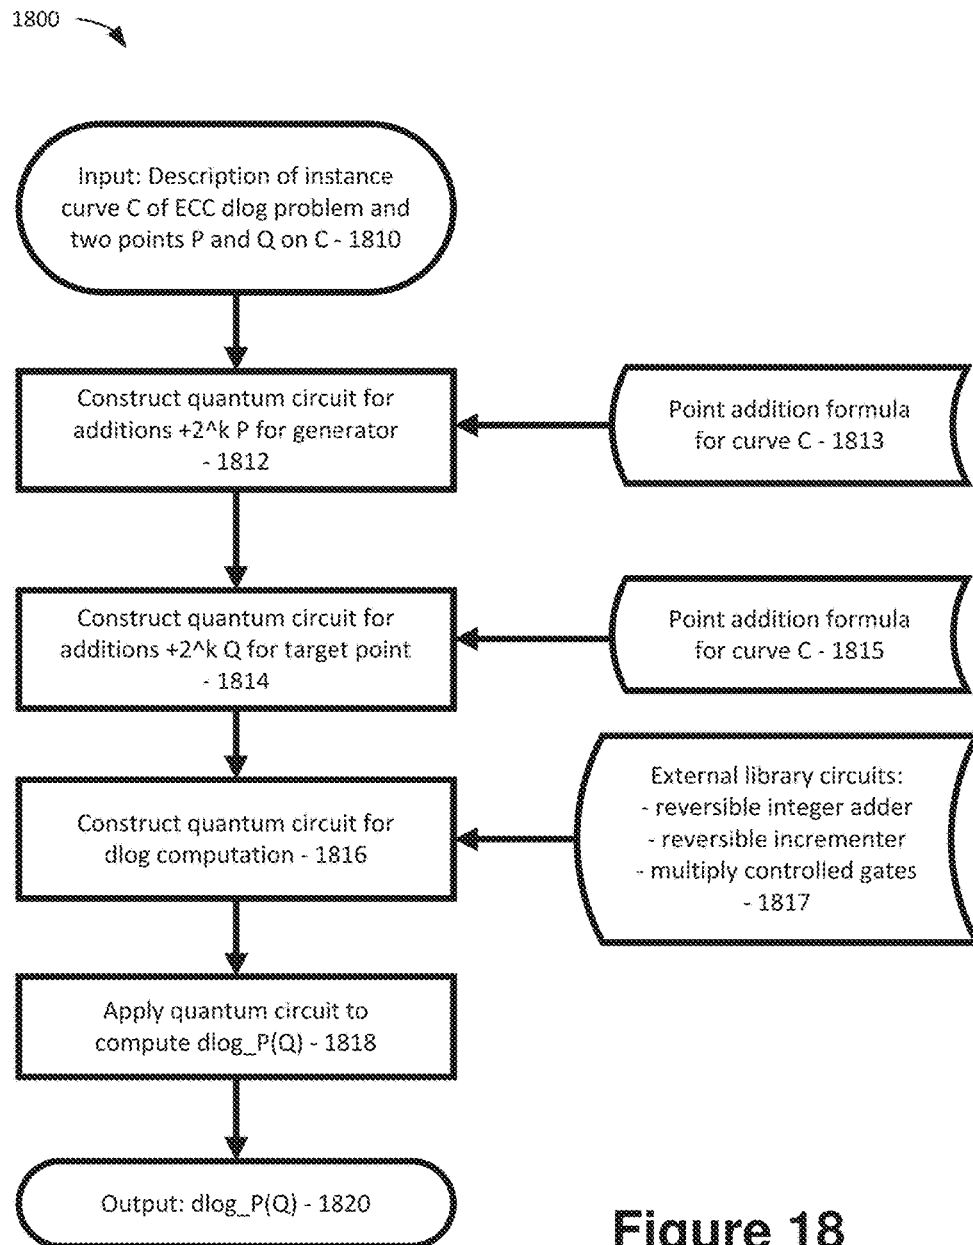 1800
Input: Description of instance
curve C of ECC dlog problem and
two points P and Q on C - 1810
Construct quantum circuit for
additions +2^k P for generator
- 1812
Point addition formula
for curve C - 1813
Construct quantum circuit for
additions +2^k Q for target point
- 1814
Point addition formula
for curve C - 1815
Construct quantum circuit for
dlog computation - 1816
External library circuits:
- reversible integer adder
- reversible incrementer
- multiply controlled gates
- 1817
Apply quantum circuit to
compute dlog_P(Q) - 1818
Output: dlog_P(Q) - 1820
Figure 18